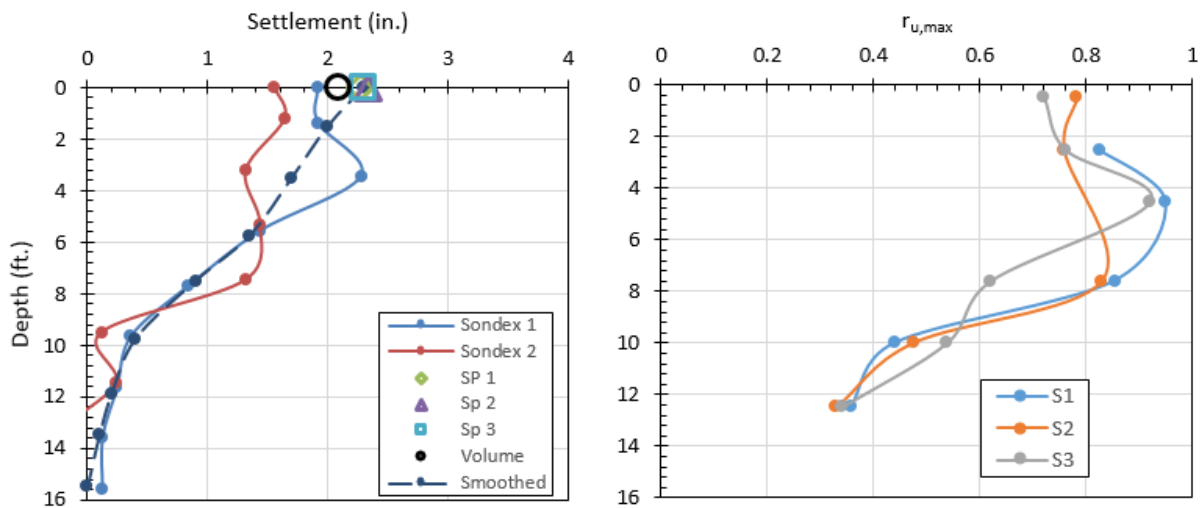 Settlement (in.)
0 1 2 3 4
0
2
4
6
8
10
12
14
16
Depth (ft.)
Sondex 1
Sondex 2
SP 1
Sp 2
Sp 3
Volume
Smoothed
ru,max
0 0.2 0.4 0.6 0.8 1
0
2
4
6
8
10
12
14
16
S1
S2
S3